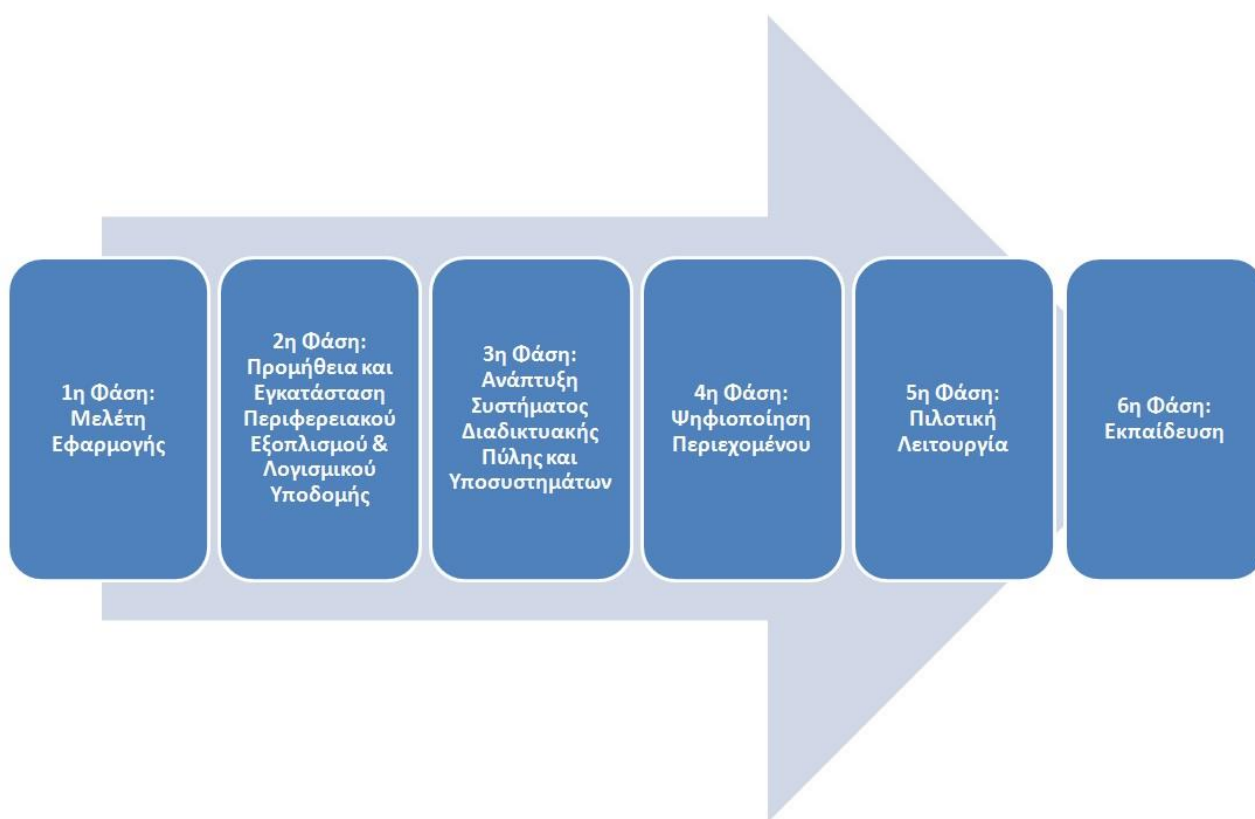 1η Φάση:
Μελέτη
Εφαρμογής
2η Φάση:
Προμήθεια και
Εγκατάσταση
Περιφερειακού
Εξοπλισμού &
Λογισμικού
Υποδομής
3η Φάση:
Ανάπτυξη
Συστήματος
Διαδικτυακής
Πύλης και
Υποσυστημάτων
4η Φάση:
Ψηφιοποίηση
Περιεχομένου
5η Φάση:
Πιλοτική
Λειτουργία
6η Φάση:
Εκπαίδευση